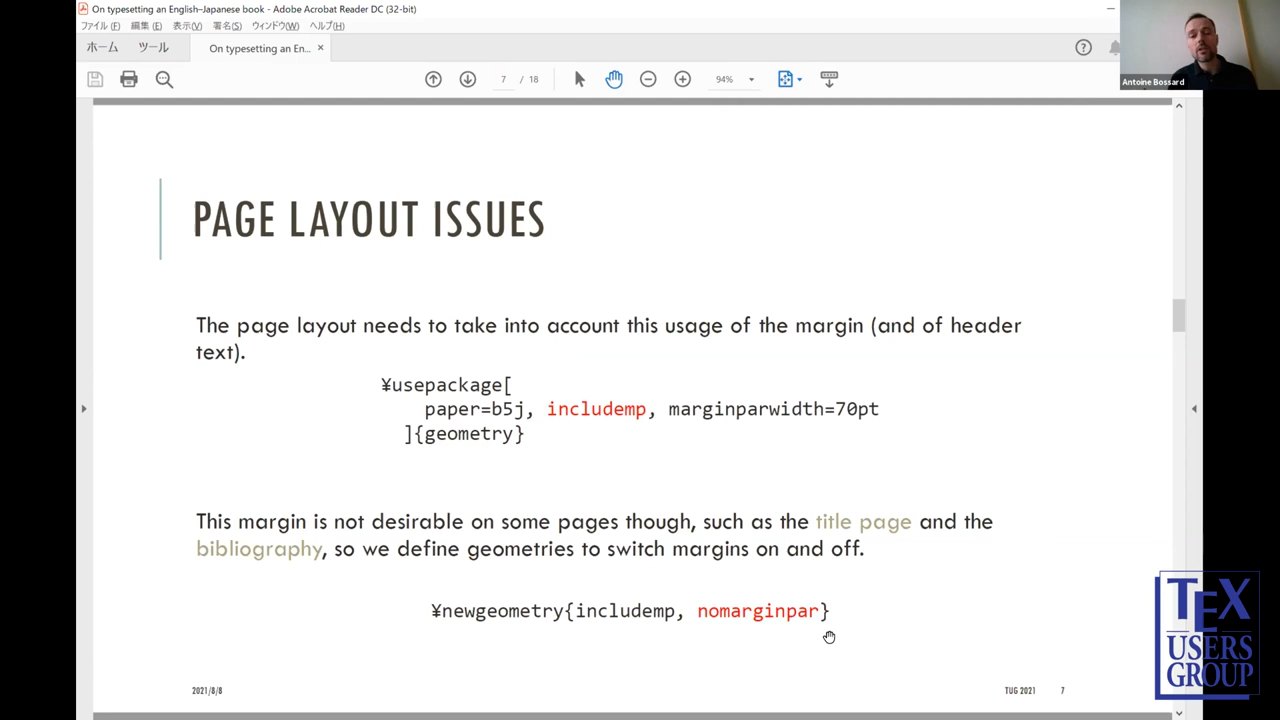 On typesetting an English–Japanese book - Adobe Acrobat Reader DC (32-bit)
ファイル(F) 編集(E) 表示(V) 署名(S) ウィンドウ(W) ヘルプ(H)
ホーム ツール On typesetting an En... ×
7 / 18 94%
Antoine Bossard
PAGE LAYOUT ISSUES
The page layout needs to take into account this usage of the margin (and of header
text).
¥usepackage[
paper=b5j, includemp, marginparwidth=70pt
]{geometry}
This margin is not desirable on some pages though, such as the title page and the
bibliography, so we define geometries to switch margins on and off.
¥newgeometry{includemp, nomarginpar}
2021/8/8 TUG 2021 7
TEX
USERS
GROUP